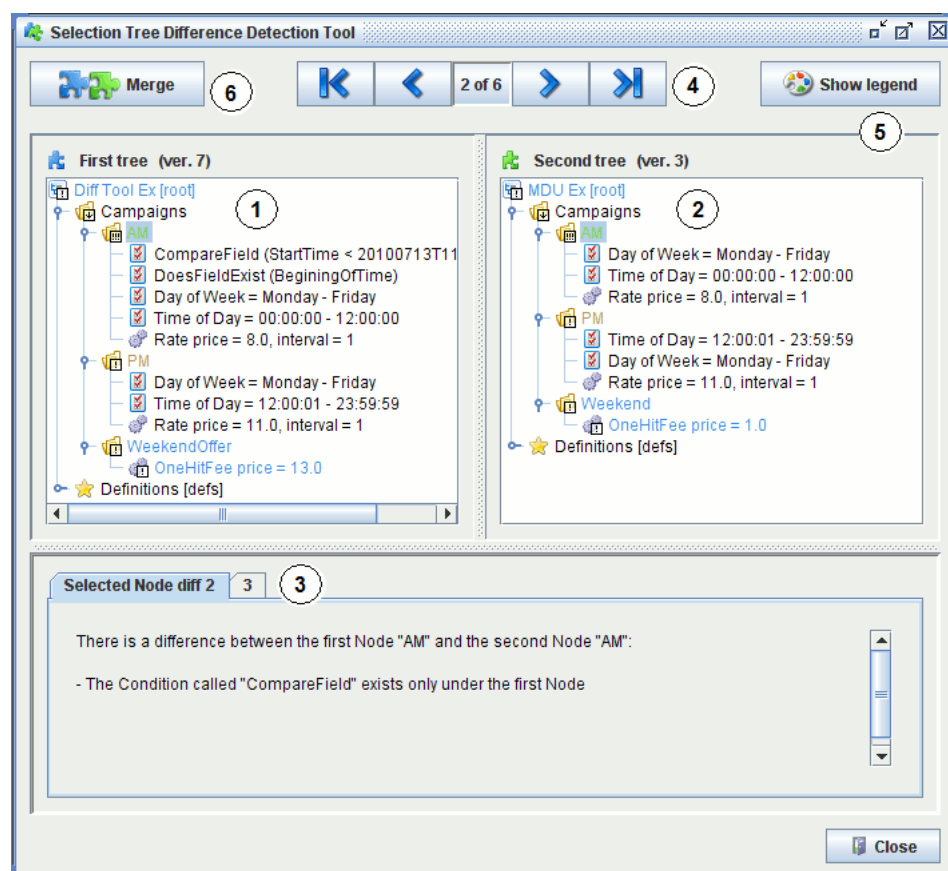 Selection Tree Difference Detection Tool
Merge
6
2 of 6
4
Show legend
5
First tree (ver. 7)
Diff Tool Ex [root]
1
Campaigns
AM
CompareField (StartTime < 20100713T11
DoesFieldExist (BeginingOfTime)
Day of Week = Monday - Friday
Time of Day = 00:00:00 - 12:00:00
Rate price = 8.0, interval = 1
PM
Day of Week = Monday - Friday
Time of Day = 12:00:01 - 23:59:59
Rate price = 11.0, interval = 1
WeekendOffer
OneHitFee price = 13.0
Definitions [defs]
Second tree (ver. 3)
MDU Ex [root]
2
Campaigns
AM
Day of Week = Monday - Friday
Time of Day = 00:00:00 - 12:00:00
Rate price = 8.0, interval = 1
PM
Time of Day = 12:00:01 - 23:59:59
Day of Week = Monday - Friday
Rate price = 11.0, interval = 1
Weekend
OneHitFee price = 1.0
Definitions [defs]
Selected Node diff 2
3
3
There is a difference between the first Node "AM" and the second Node "AM":
- The Condition called "CompareField" exists only under the first Node
Close